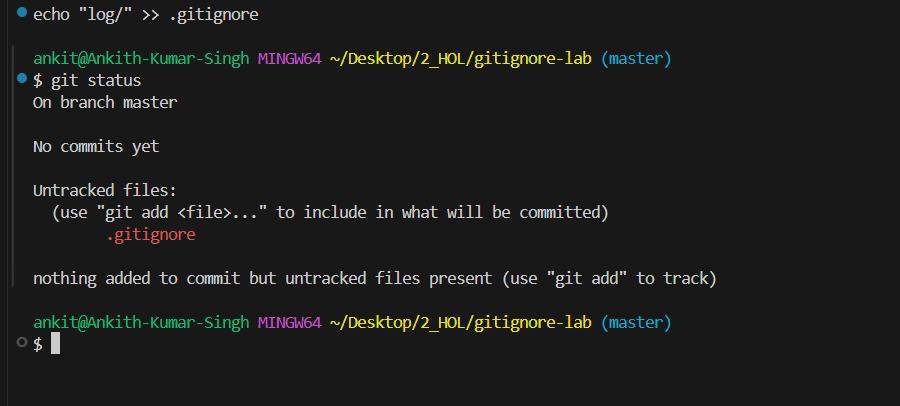 echo "log/" >> .gitignore
ankit@Ankith-Kumar-Singh MINGW64 ~/Desktop/2_HOL/gitignore-lab (master)
$ git status
On branch master
No commits yet
Untracked files:
  (use "git add <file>..." to include in what will be committed)
        .gitignore
nothing added to commit but untracked files present (use "git add" to track)
ankit@Ankith-Kumar-Singh MINGW64 ~/Desktop/2_HOL/gitignore-lab (master)
$